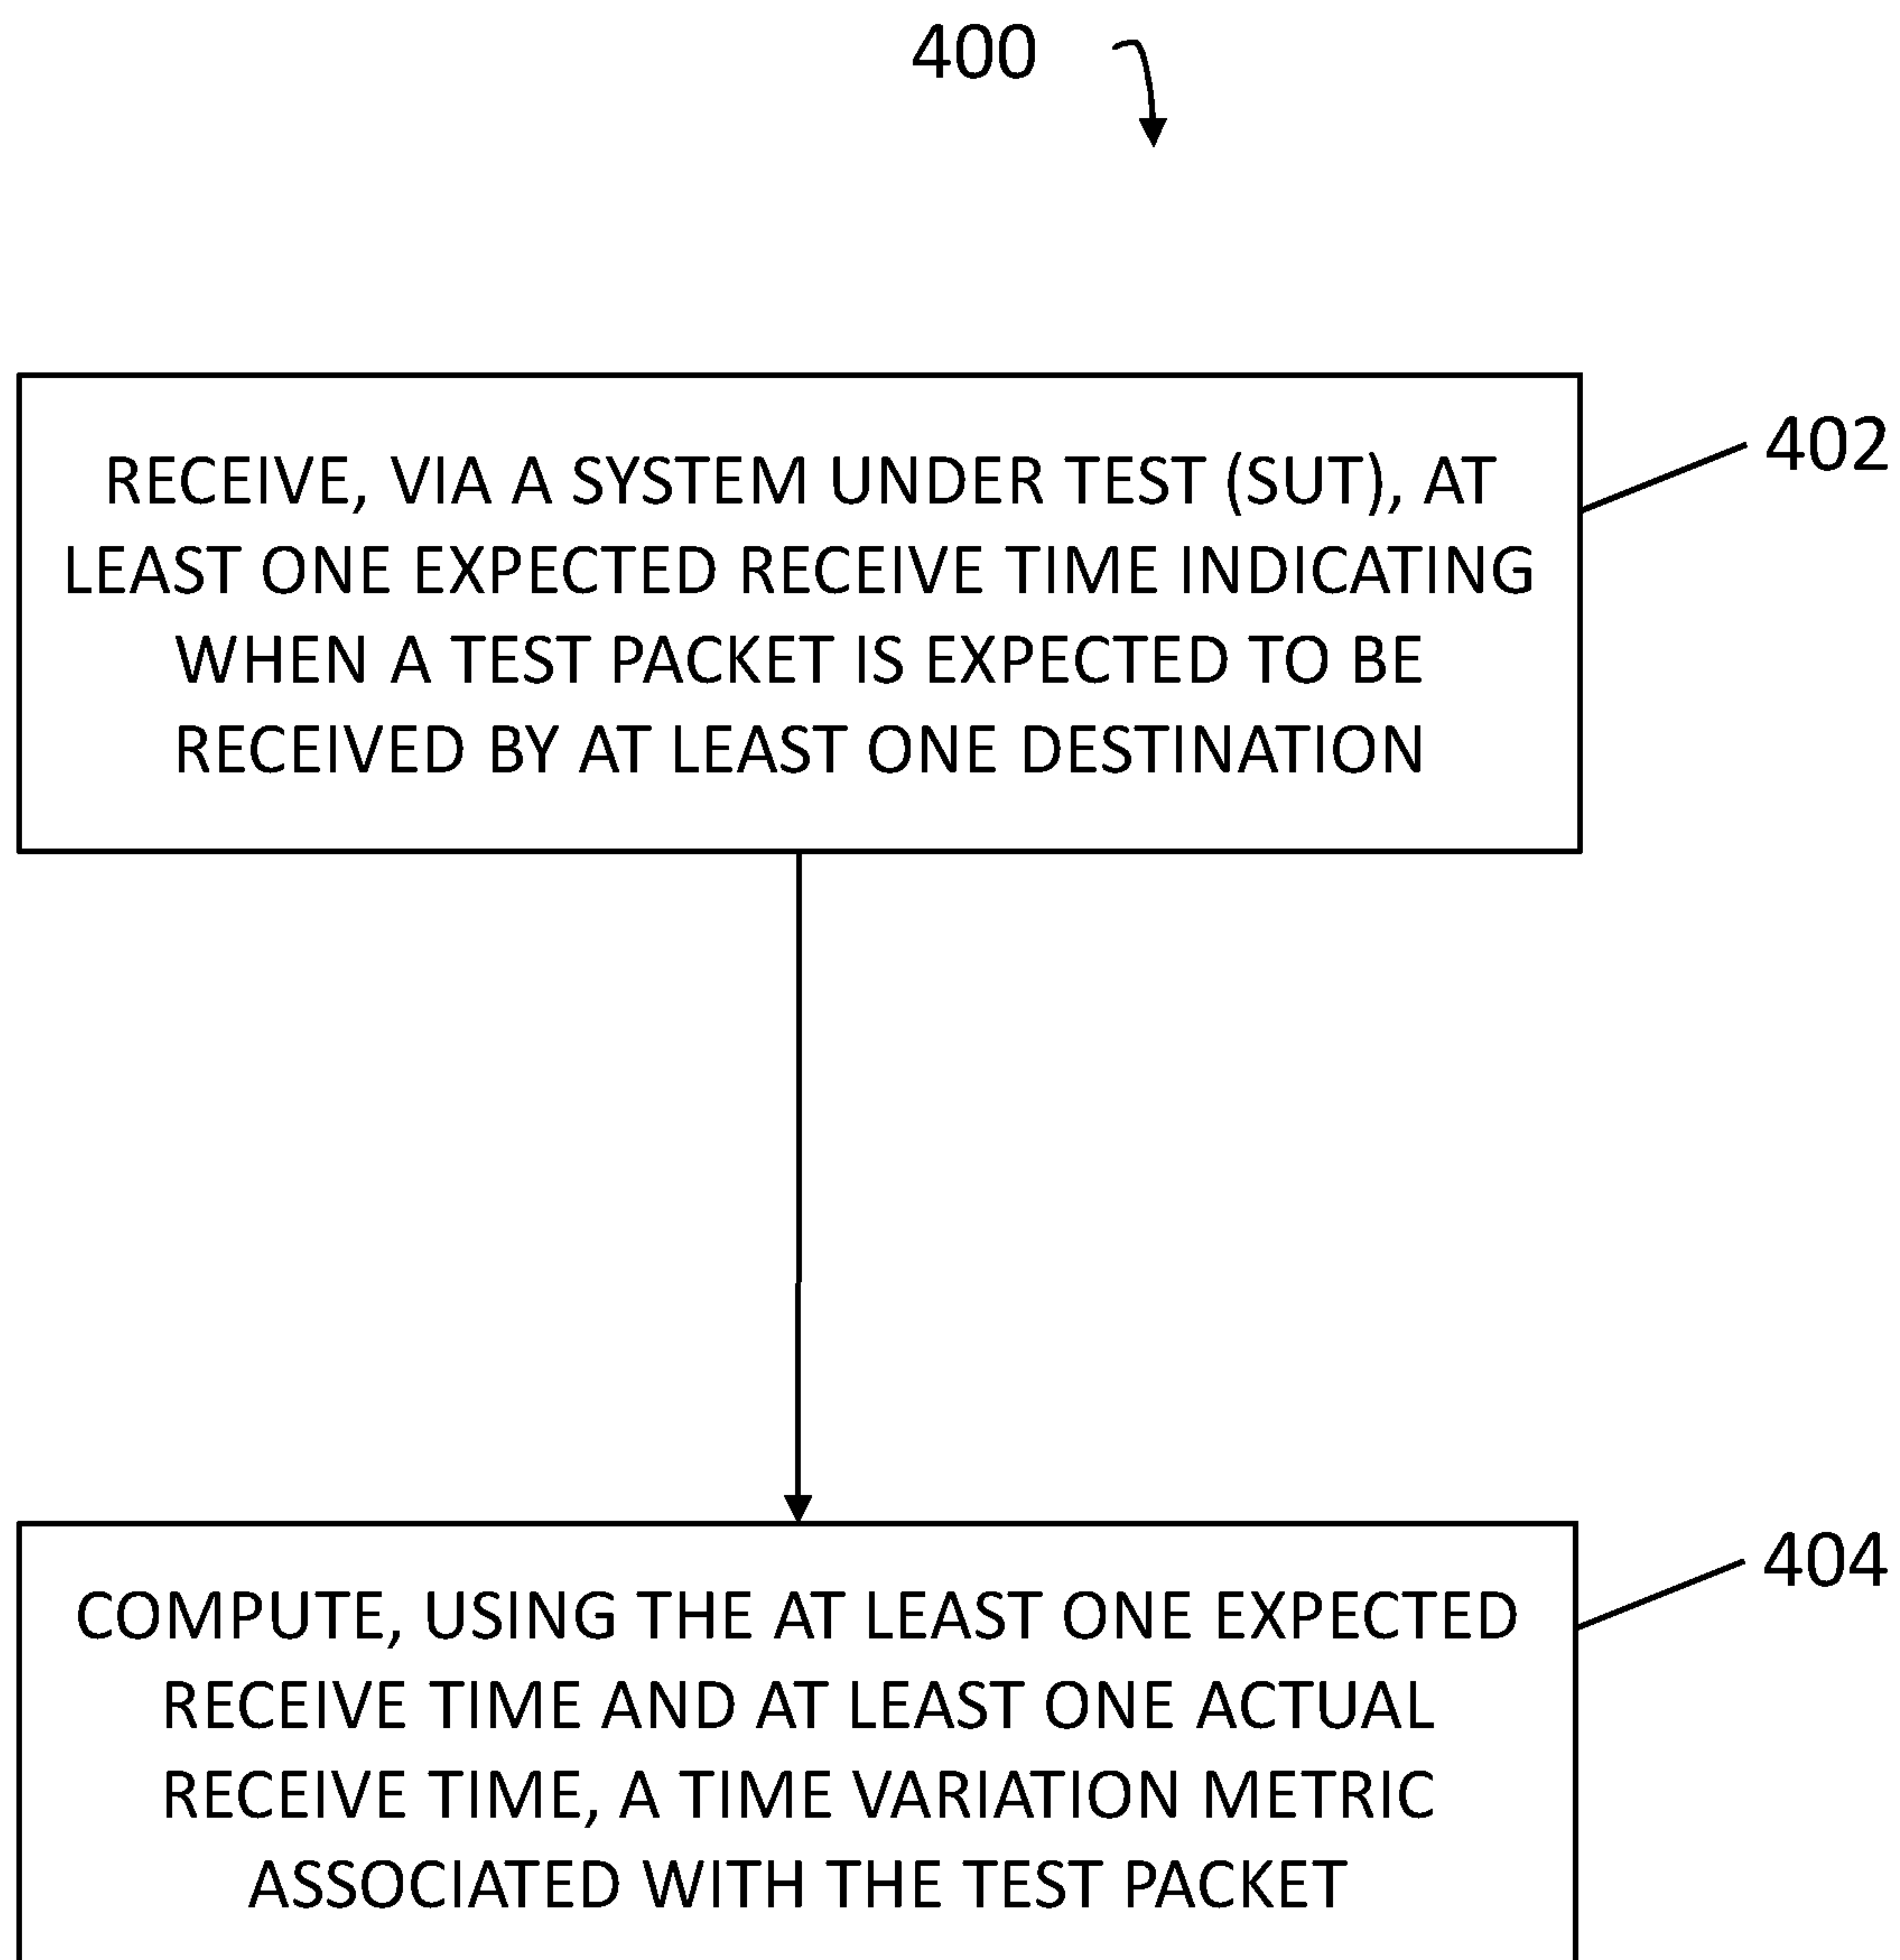 400
RECEIVE, VIA A SYSTEM UNDER TEST (SUT), AT
LEAST ONE EXPECTED RECEIVE TIME INDICATING
WHEN A TEST PACKET IS EXPECTED TO BE
RECEIVED BY AT LEAST ONE DESTINATION
402
COMPUTE, USING THE AT LEAST ONE EXPECTED
RECEIVE TIME AND AT LEAST ONE ACTUAL
RECEIVE TIME, A TIME VARIATION METRIC
ASSOCIATED WITH THE TEST PACKET
404